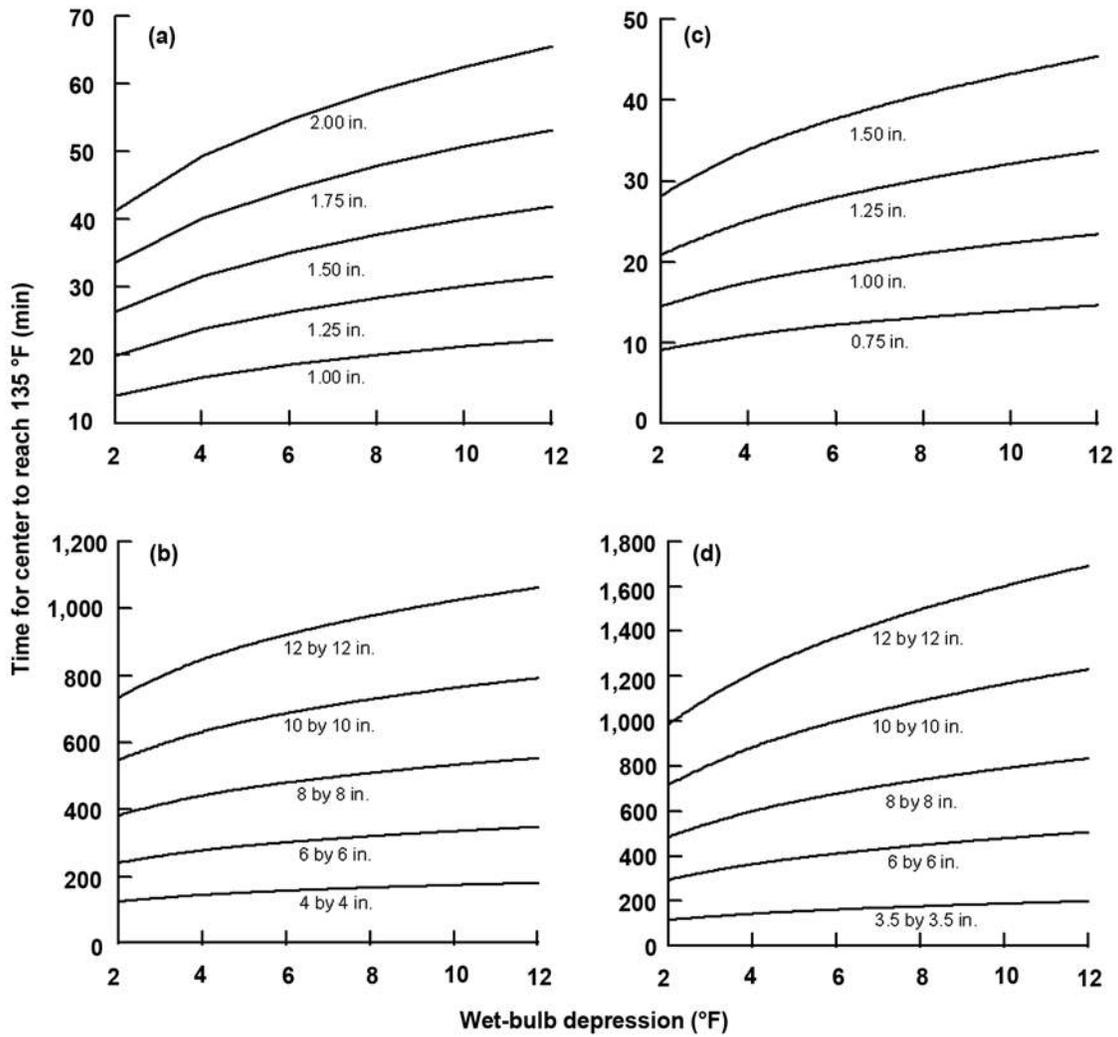 Time for center to reach 135 °F (min)
(a)
70
60
50
40
30
20
10
2.00 in.
1.75 in.
1.50 in.
1.25 in.
1.00 in.
2 4 6 8 10 12
(c)
50
40
30
20
10
0
1.50 in.
1.25 in.
1.00 in.
0.75 in.
2 4 6 8 10 12
(b)
1,200
1,000
800
600
400
200
0
12 by 12 in.
10 by 10 in.
8 by 8 in.
6 by 6 in.
4 by 4 in.
2 4 6 8 10 12
(d)
1,800
1,600
1,400
1,200
1,000
800
600
400
200
0
12 by 12 in.
10 by 10 in.
8 by 8 in.
6 by 6 in.
3.5 by 3.5 in.
2 4 6 8 10 12
Wet-bulb depression (°F)